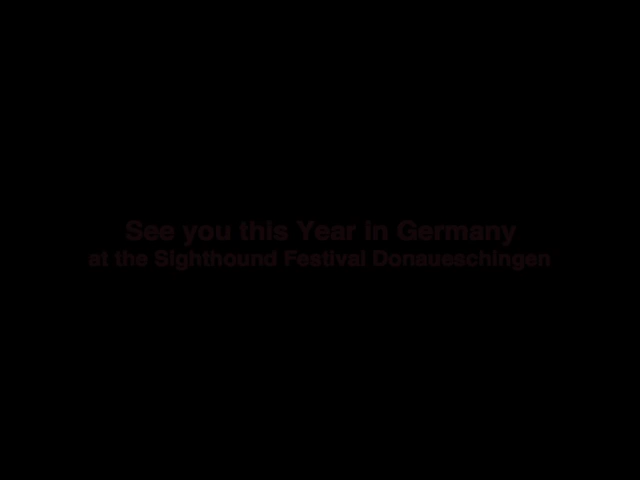 See you this Year in Germany
at the Sighthound Festival Donaueschingen